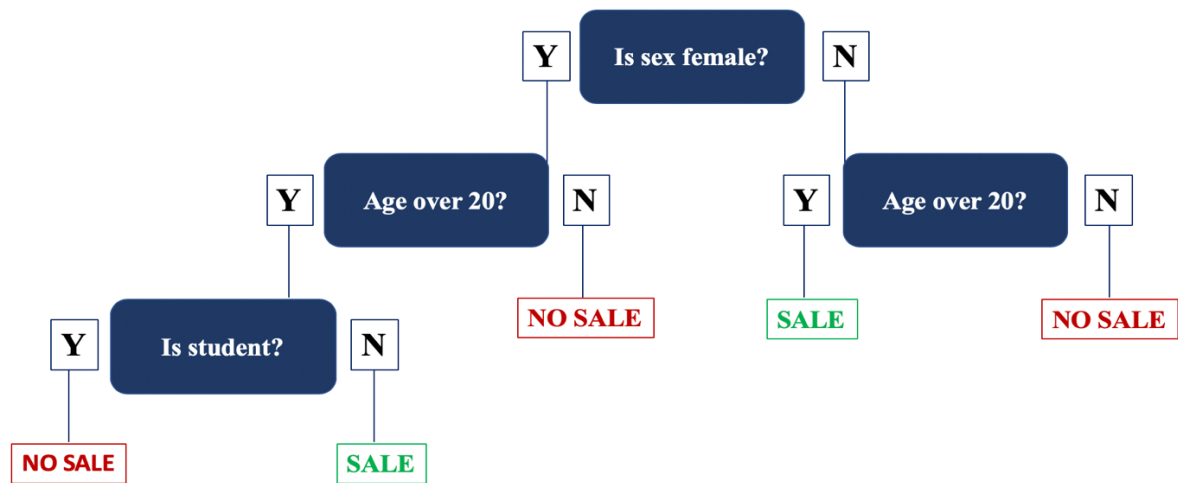 Y
Is sex female?
N
Y
Age over 20?
N
Y
Age over 20?
N
NO SALE
SALE
NO SALE
Y
Is student?
N
NO SALE
SALE